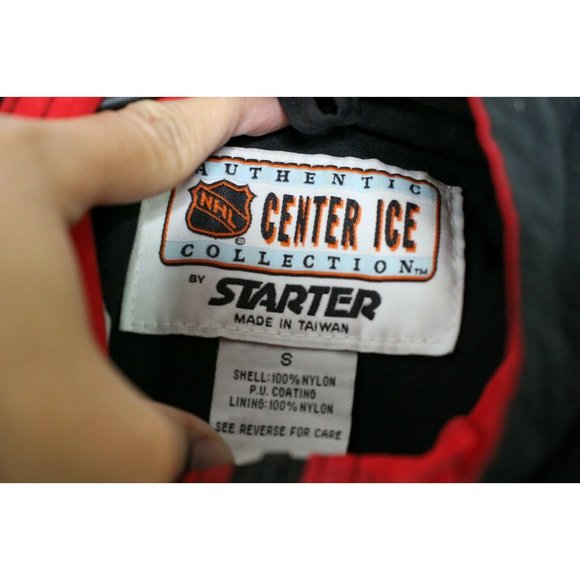 AUTHENTIC
NHL CENTER ICE
©
COLLECTION™
BY STARTER
MADE IN TAIWAN
S
SHELL:100% NYLON
P.U. COATING
LINING:100% NYLON
SEE REVERSE FOR CARE